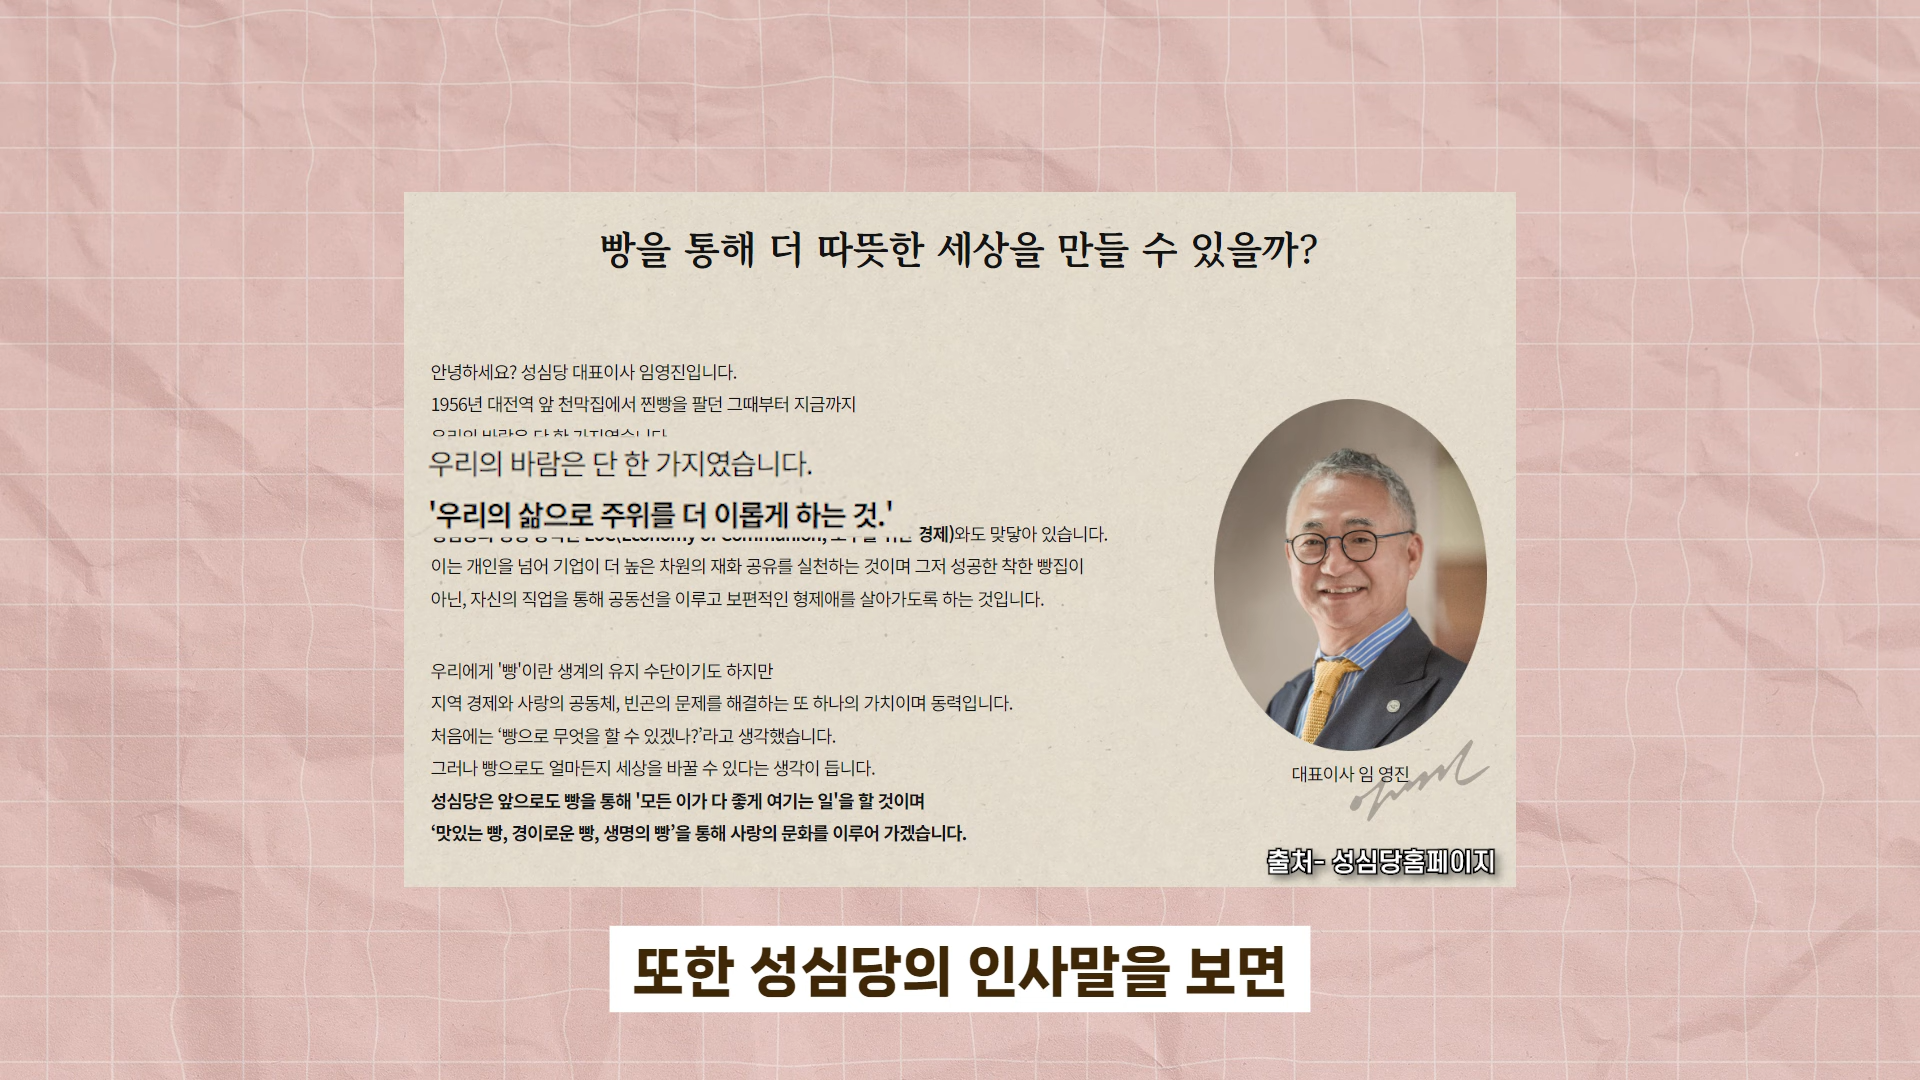 빵을 통해 더 따뜻한 세상을 만들 수 있을까?
안녕하세요? 성심당 대표이사 임영진입니다.
1956년 대전역 앞 천막집에서 찐빵을 팔던 그때부터 지금까지
우리의 바람은 단 한 가지였습니다.
우리의 바람은 단 한 가지였습니다.
'우리의 삶으로 주위를 더 이롭게 하는 것.'
EoC(Economy of Communion, 경제)와도 맞닿아 있습니다.
이는 개인을 넘어 기업이 더 높은 차원의 재화 공유를 실천하는 것이며 그저 성공한 착한 빵집이
아닌, 자신의 직업을 통해 공동선을 이루고 보편적인 형제애를 살아가도록 하는 것입니다.
우리에게 '빵'이란 생계의 유지 수단이기도 하지만
지역 경제와 사랑의 공동체, 빈곤의 문제를 해결하는 또 하나의 가치이며 동력입니다.
처음에는 ‘빵으로 무엇을 할 수 있겠나?’라고 생각했습니다.
그러나 빵으로도 얼마든지 세상을 바꿀 수 있다는 생각이 듭니다.
성심당은 앞으로도 빵을 통해 '모든 이가 다 좋게 여기는 일'을 할 것이며
‘맛있는 빵, 경이로운 빵, 생명의 빵’을 통해 사랑의 문화를 이루어 가겠습니다.
대표이사 임 영진
출처- 성심당홈페이지
또한 성심당의 인사말을 보면